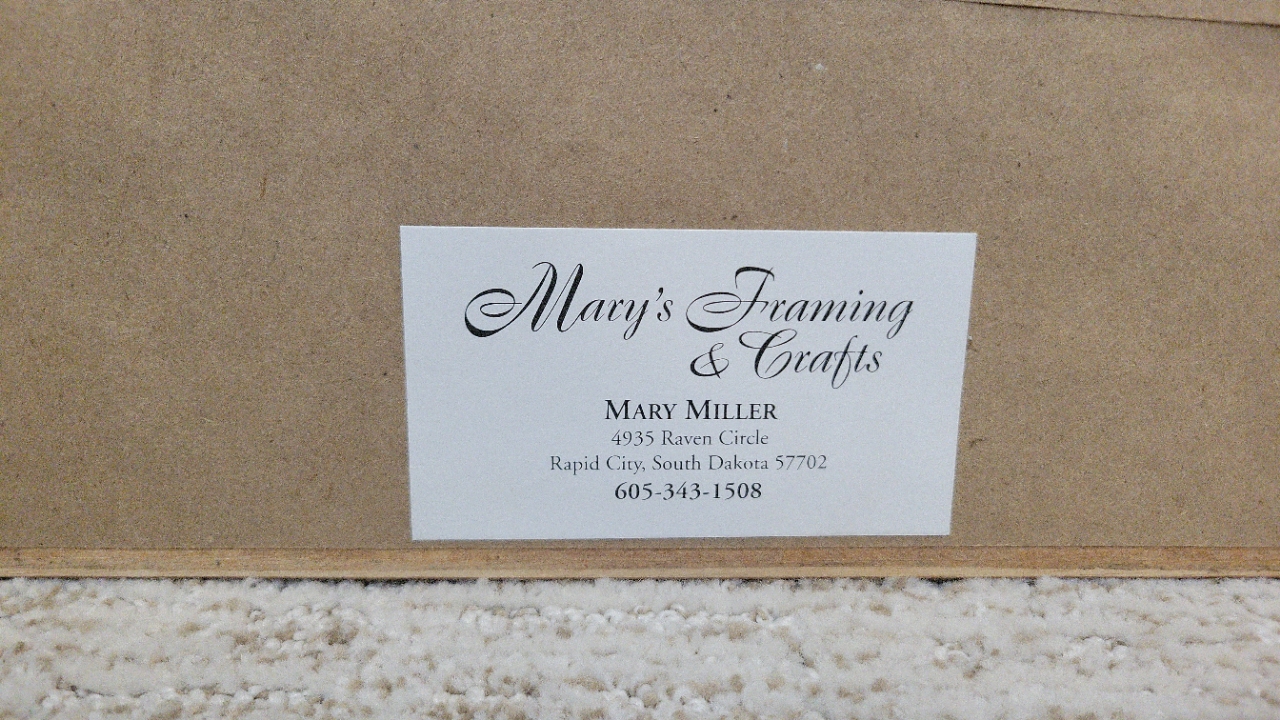 Mary's Framing
& Crafts
MARY MILLER
4935 Raven Circle
Rapid City, South Dakota 57702
605-343-1508